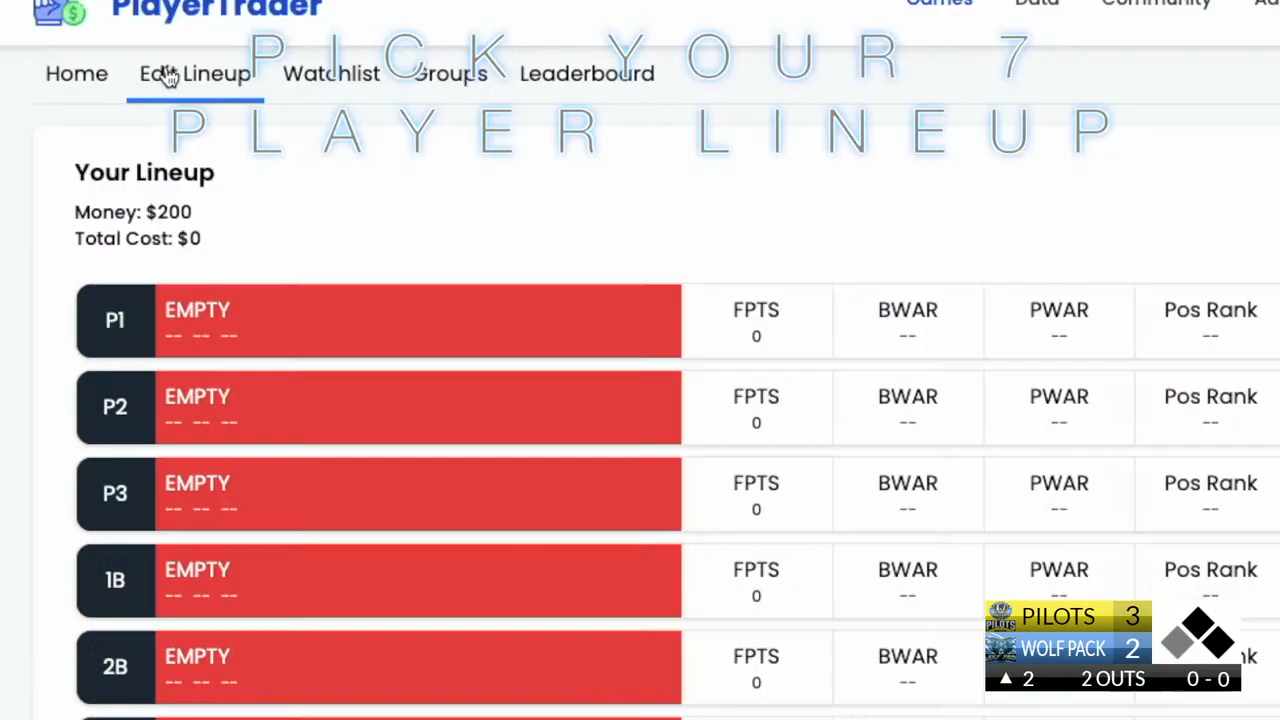 PlayerTrader
Games Data Community
PICK YOUR 7
PLAYER LINEUP
Home Edit Lineup Watchlist Groups Leaderboard
Your Lineup
Money: $200
Total Cost: $0
P1 EMPTY FPTS BWAR PWAR Pos Rank
-- -- -- 0 -- -- --
P2 EMPTY FPTS BWAR PWAR Pos Rank
-- -- -- 0 -- -- --
P3 EMPTY FPTS BWAR PWAR Pos Rank
-- -- -- 0 -- -- --
1B EMPTY FPTS BWAR PWAR Pos Rank
-- -- -- 0 -- --
2B EMPTY FPTS BWAR PWAR
-- -- -- 0 --
PILOTS 3
WOLF PACK 2
▲ 2 2 OUTS 0 - 0